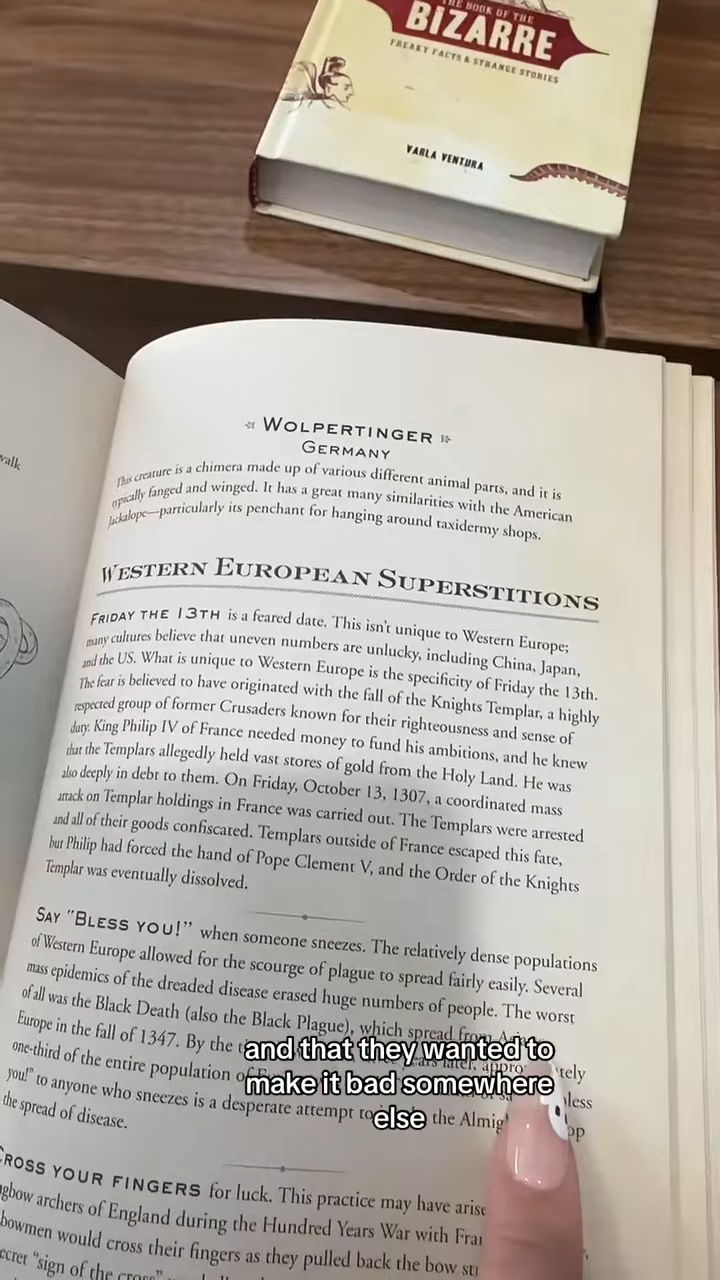 THE BOOK OF THE
BIZARRE
FREAKY FACTS & STRANGE STORIES
VARLA VENTURA
walk
WOLPERTINGER
GERMANY
This creature is a chimera made up of various different animal parts, and it is
typically fanged and winged. It has a great many similarities with the American
Jackalope—particularly its penchant for hanging around taxidermy shops.
WESTERN EUROPEAN SUPERSTITIONS
FRIDAY THE 13TH is a feared date. This isn't unique to Western Europe;
many cultures believe that uneven numbers are unlucky, including China, Japan,
and the US. What is unique to Western Europe is the specificity of Friday the 13th.
The fear is believed to have originated with the fall of the Knights Templar, a highly
respected group of former Crusaders known for their righteousness and sense of
duty. King Philip IV of France needed money to fund his ambitions, and he knew
that the Templars allegedly held vast stores of gold from the Holy Land. He was
also deeply in debt to them. On Friday, October 13, 1307, a coordinated mass
attack on Templar holdings in France was carried out. The Templars were arrested
and all of their goods confiscated. Templars outside of France escaped this fate,
but Philip had forced the hand of Pope Clement V, and the Order of the Knights
Templar was eventually dissolved.
SAY "BLESS YOU!" when someone sneezes. The relatively dense populations
of Western Europe allowed for the scourge of plague to spread fairly easily. Several
mass epidemics of the dreaded disease erased huge numbers of people. The worst
of all was the Black Death (also the Black Plague), which spread from
Europe in the fall of 1347. By the years later,
one-third of the entire population of
you!" to anyone who sneezes is a desperate attempt to the
the spread of disease.
and that they wanted to
make it bad somewhere
else
CROSS YOUR FINGERS for luck. This practice may have
archers of England during the Hundred Years War with
bowmen would cross their fingers as they pulled back the bow
"sign of the cross"